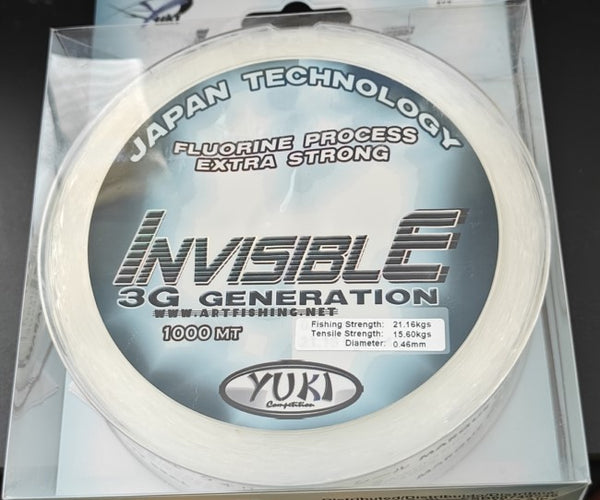 Yuki
JAPAN TECHNOLOGY
FLUORINE PROCESS
EXTRA STRONG
INVISIBLE
3G GENERATION
WWW.ARTFISHING.NET
1000 MT
Fishing Strength: 21.16kgs
Tensile Strength: 15.60kgs
Diameter: 0.46mm
YUKI
Competition